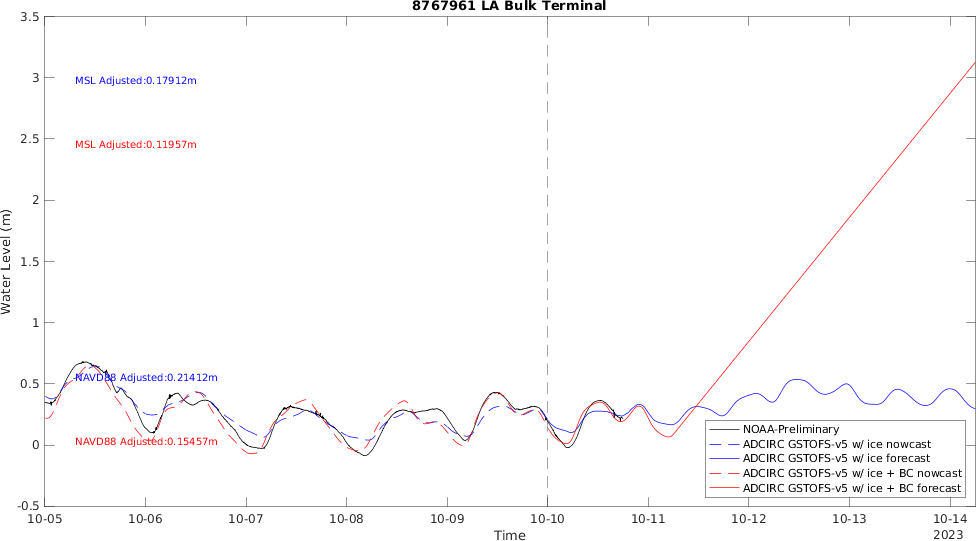 8767961 LA Bulk Terminal
3.5
3
2.5
2
1.5
1
0.5
0
-0.5
Water Level (m)
MSL Adjusted:0.17912m
MSL Adjusted:0.11957m
NAVD88 Adjusted:0.21412m
NAVD88 Adjusted:0.15457m
NOAA-Preliminary
ADCIRC GSTOFS-v5 w/ ice nowcast
ADCIRC GSTOFS-v5 w/ ice forecast
ADCIRC GSTOFS-v5 w/ ice + BC nowcast
ADCIRC GSTOFS-v5 w/ ice + BC forecast
10-05 10-06 10-07 10-08 10-09 10-10 10-11 10-12 10-13 10-14
2023
Time